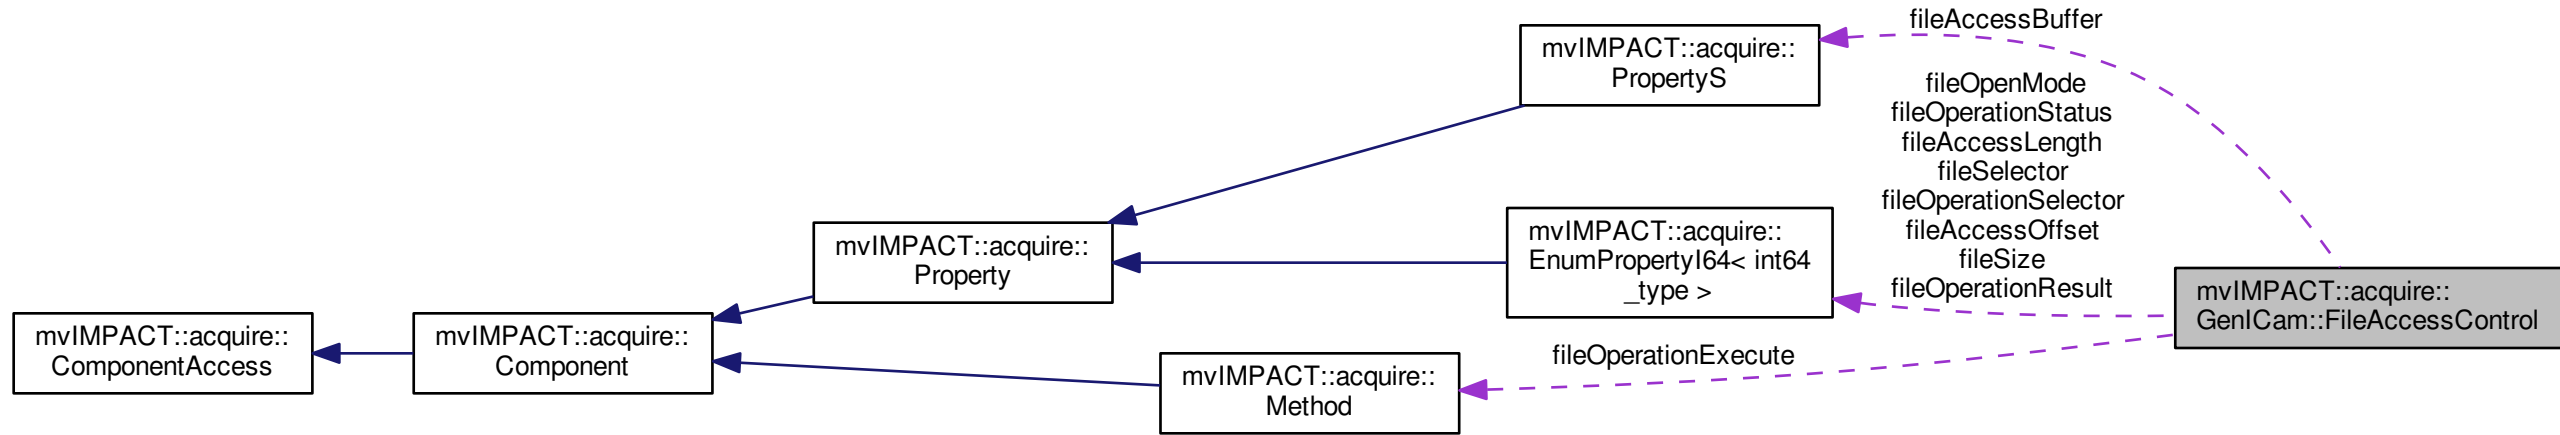 fileAccessBuffer
mvIMPACT::acquire::
PropertyS
fileOpenMode
fileOperationStatus
fileAccessLength
fileSelector
fileOperationSelector
fileAccessOffset
fileSize
fileOperationResult
mvIMPACT::acquire::
Property
mvIMPACT::acquire::
EnumPropertyI64< int64
_type >
mvIMPACT::acquire::
GenICam::FileAccessControl
mvIMPACT::acquire::
ComponentAccess
mvIMPACT::acquire::
Component
fileOperationExecute
mvIMPACT::acquire::
Method